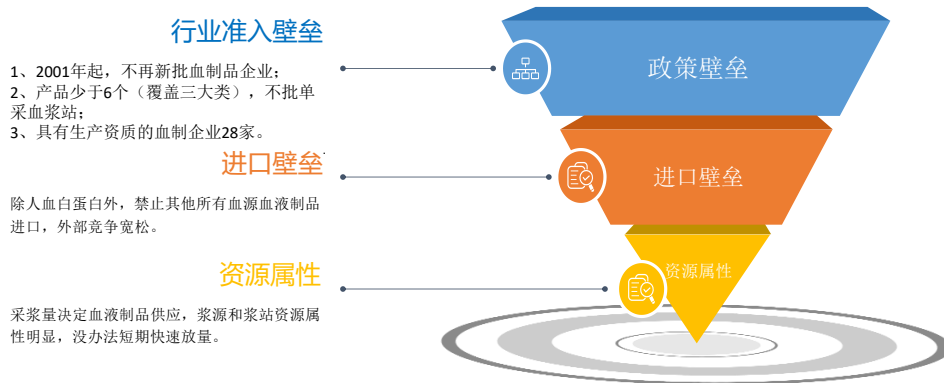 行业准入壁垒
1、2001年起，不再新批血制品企业；
2、产品少于6个（覆盖三大类），不批单
采血浆站；
3、具有生产资质的血制企业28家。
进口壁垒
除人血白蛋白外，禁止其他所有血源血液制品
进口，外部竞争宽松。
资源属性
采浆量决定血液制品供应，浆源和浆站资源属
性明显，没办法短期快速放量。
政策壁垒
进口壁垒
资源属性